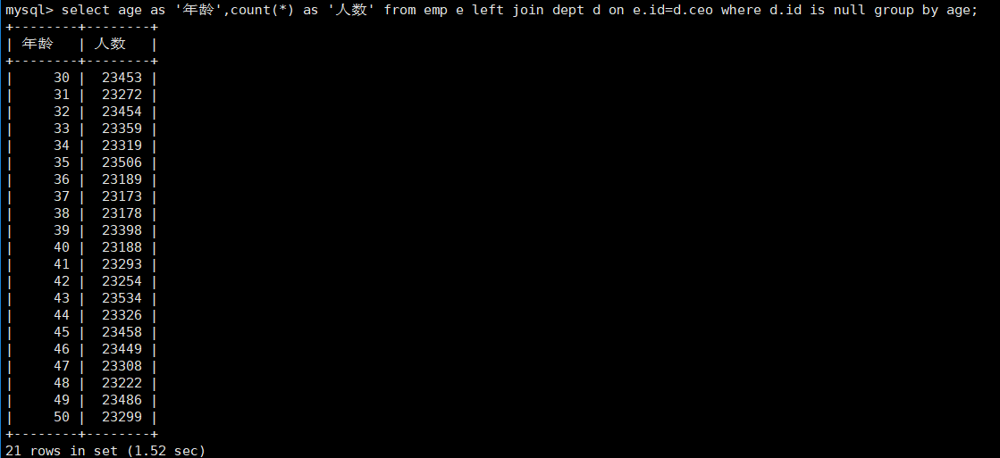 mysql> select age as '年龄',count(*) as '人数' from emp e left join dept d on e.id=d.ceo where d.id is null group by age;
+--------+--------+
| 年龄   | 人数   |
+--------+--------+
|     30 |  23453 |
|     31 |  23272 |
|     32 |  23454 |
|     33 |  23359 |
|     34 |  23319 |
|     35 |  23506 |
|     36 |  23189 |
|     37 |  23173 |
|     38 |  23178 |
|     39 |  23398 |
|     40 |  23188 |
|     41 |  23293 |
|     42 |  23254 |
|     43 |  23534 |
|     44 |  23326 |
|     45 |  23458 |
|     46 |  23449 |
|     47 |  23308 |
|     48 |  23222 |
|     49 |  23486 |
|     50 |  23299 |
+--------+--------+
21 rows in set (1.52 sec)